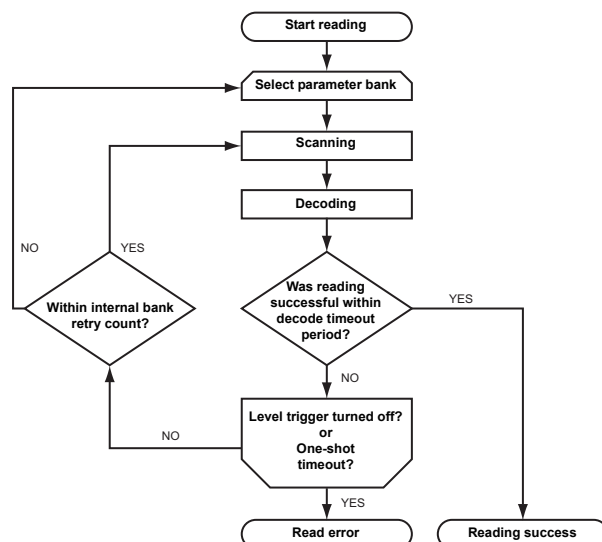 Start reading
Select parameter bank
Scanning
Decoding
NO
YES
Within internal bank
retry count?
Was reading
successful within
decode timeout
period?
YES
NO
Level trigger turned off?
or
One-shot
timeout?
NO
YES
Read error
Reading success